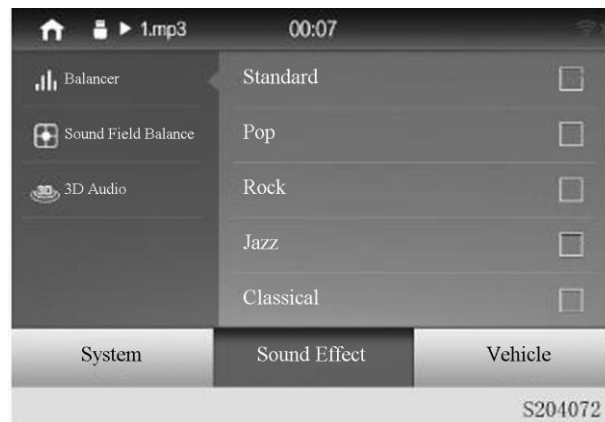 1.mp3 00:07
Balancer
Sound Field Balance
3D 3D Audio
Standard
Pop
Rock
Jazz
Classical
System Sound Effect Vehicle
S204072